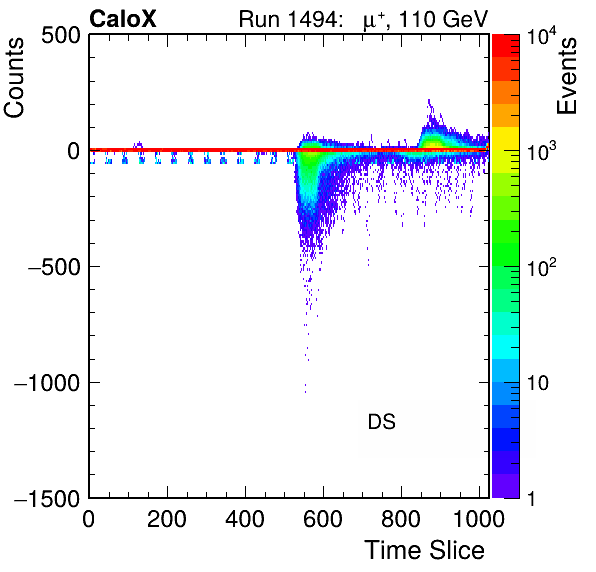 CaloX Run 1494: μ⁺, 110 GeV
Counts
Events
500
0
−500
−1000
−1500
0 200 400 600 800 1000
Time Slice
DS
10⁴
10³
10²
10
1